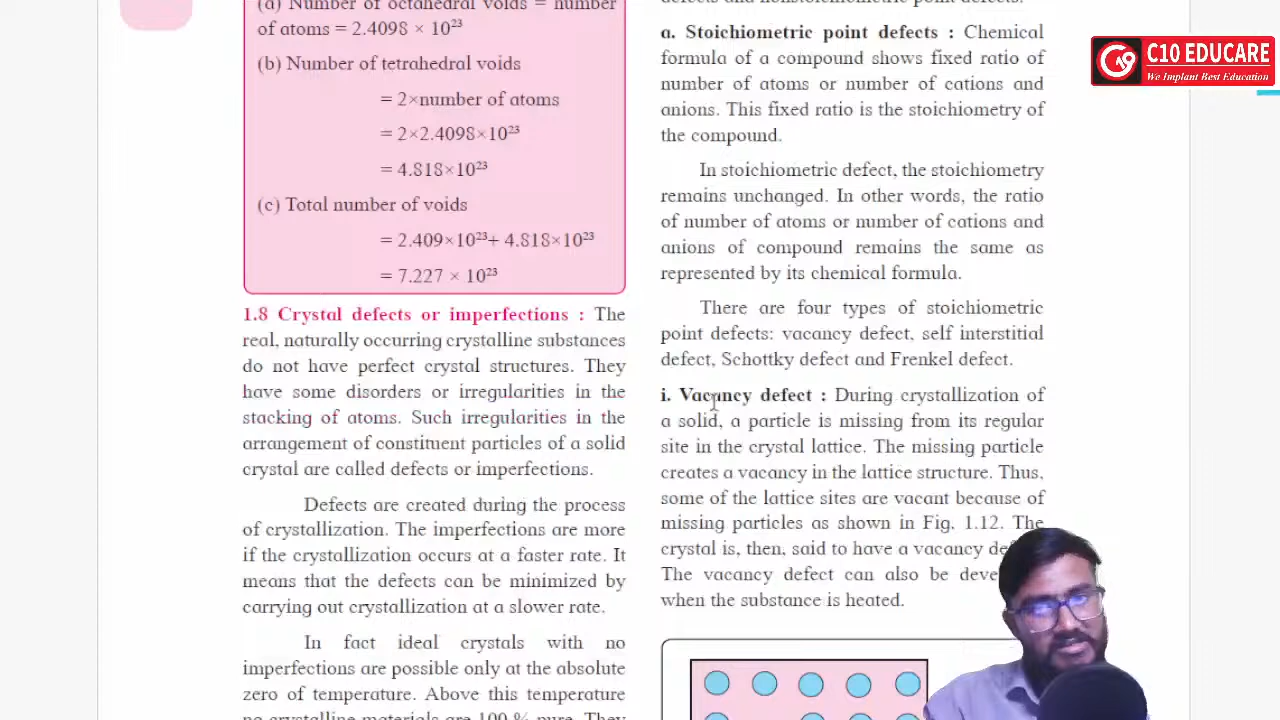 (a) Number of octahedral voids = number
of atoms = 2.4098 × 10²³
(b) Number of tetrahedral voids
= 2×number of atoms
= 2×2.4098×10²³
= 4.818×10²³
(c) Total number of voids
= 2.409×10²³+ 4.818×10²³
= 7.227 × 10²³
1.8 Crystal defects or imperfections : The
real, naturally occurring crystalline substances
do not have perfect crystal structures. They
have some disorders or irregularities in the
stacking of atoms. Such irregularities in the
arrangement of constituent particles of a solid
crystal are called defects or imperfections.
Defects are created during the process
of crystallization. The imperfections are more
if the crystallization occurs at a faster rate. It
means that the defects can be minimized by
carrying out crystallization at a slower rate.
In fact ideal crystals with no
imperfections are possible only at the absolute
zero of temperature. Above this temperature
no crystalline materials are 100 % pure. They
defects and nonstoichiometric point defects.
a. Stoichiometric point defects : Chemical
formula of a compound shows fixed ratio of
number of atoms or number of cations and
anions. This fixed ratio is the stoichiometry of
the compound.
In stoichiometric defect, the stoichiometry
remains unchanged. In other words, the ratio
of number of atoms or number of cations and
anions of compound remains the same as
represented by its chemical formula.
There are four types of stoichiometric
point defects: vacancy defect, self interstitial
defect, Schottky defect and Frenkel defect.
i. Vacancy defect : During crystallization of
a solid, a particle is missing from its regular
site in the crystal lattice. The missing particle
creates a vacancy in the lattice structure. Thus,
some of the lattice sites are vacant because of
missing particles as shown in Fig. 1.12. The
crystal is, then, said to have a vacancy de
The vacancy defect can also be deve
when the substance is heated.
C10 EDUCARE
We Implant Best Education